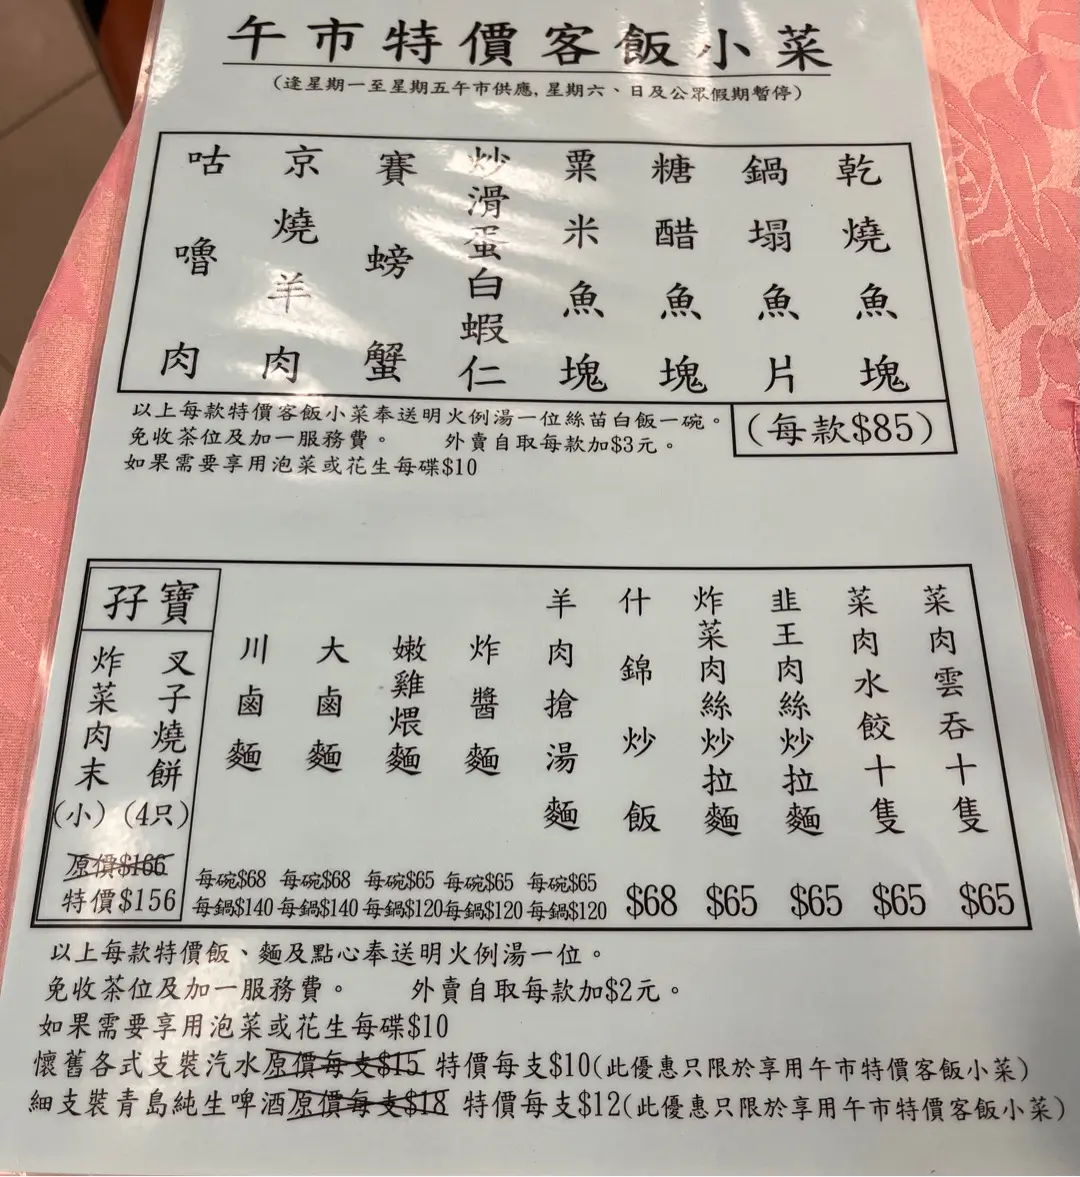 午市特價客飯小菜
(逢星期一至星期五午市供應,星期六、日及公眾假期暫停)
乾燒魚塊
鍋塌魚片
糖醋魚塊
粟米魚塊
炒滑蛋白蝦仁
賽螃蟹
京燒羊肉
咕嚕肉
以上每款特價客飯小菜奉送明火例湯一位絲苗白飯一碗。
(每款$85)
免收茶位及加一服務費。 外賣自取每款加$3元。
如果需要享用泡菜或花生每碟$10
菜肉雲吞十隻
$65
菜肉水餃十隻
$65
韭王肉絲炒拉麵
$65
炸菜肉絲炒拉麵
$65
什錦炒飯
$68
羊肉搶湯麵
每碗$65
每鍋$120
炸醬麵
每碗$65
每鍋$120
嫩雞煨麵
每碗$65
每鍋$120
大鹵麵
每碗$68
每鍋$140
川鹵麵
每碗$68
每鍋$140
孖寶
叉子燒餅(4只)
炸菜肉末(小)
原價$166
特價$156
以上每款特價飯、麵及點心奉送明火例湯一位。
免收茶位及加一服務費。 外賣自取每款加$2元。
如果需要享用泡菜或花生每碟$10
懷舊各式支裝汽水原價每支$15 特價每支$10(此優惠只限於享用午市特價客飯小菜)
細支裝青島純生啤酒原價每支$18 特價每支$12(此優惠只限於享用午市特價客飯小菜)